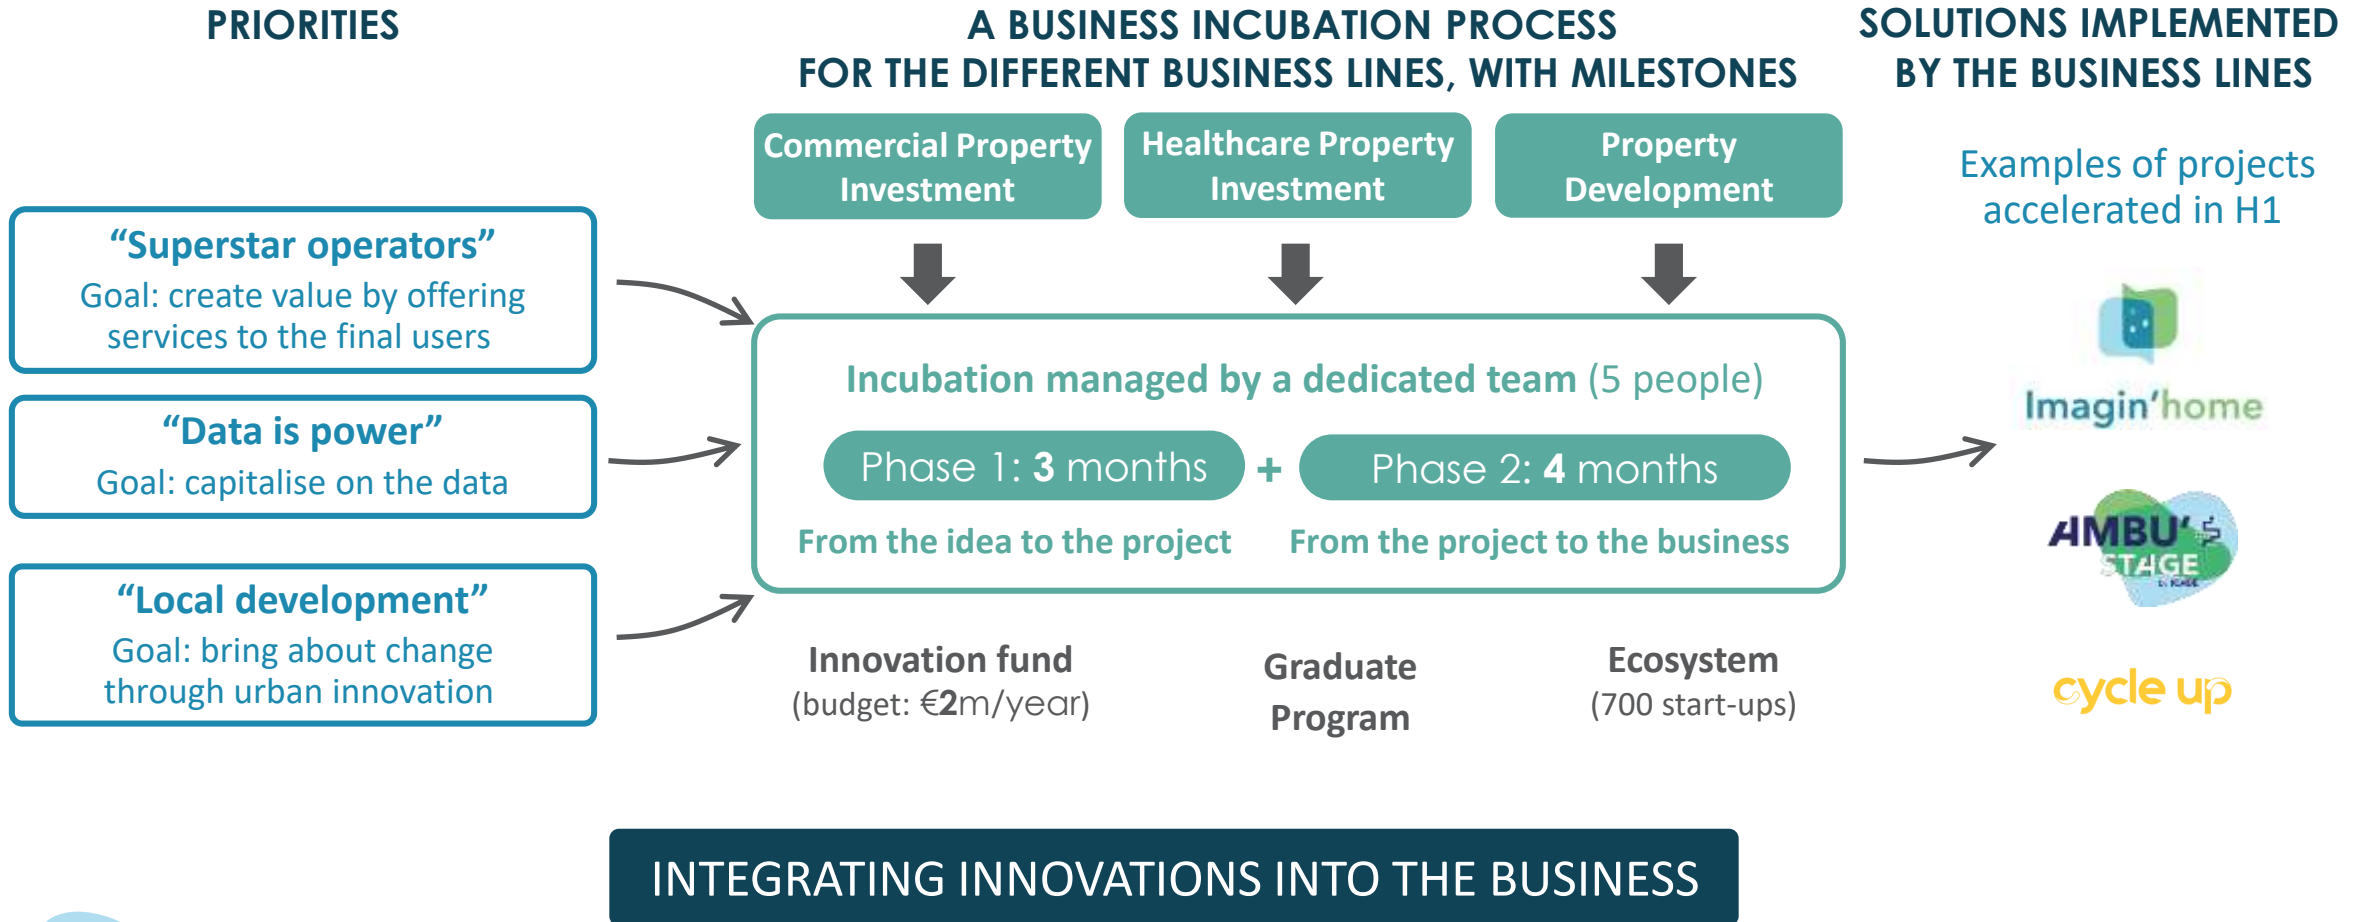 PRIORITIES
A BUSINESS INCUBATION PROCESS
FOR THE DIFFERENT BUSINESS LINES, WITH MILESTONES
SOLUTIONS IMPLEMENTED
BY THE BUSINESS LINES
Commercial Property
Investment
Healthcare Property
Investment
Property
Development
Examples of projects
accelerated in H1
“Superstar operators”
Goal: create value by offering
services to the final users
“Data is power”
Goal: capitalise on the data
“Local development”
Goal: bring about change
through urban innovation
Incubation managed by a dedicated team (5 people)
Phase 1: 3 months + Phase 2: 4 months
From the idea to the project
From the project to the business
Innovation fund
(budget: €2m/year)
Graduate
Program
Ecosystem
(700 start-ups)
Imagin’home
AMBU’
STAGE
cycle up
INTEGRATING INNOVATIONS INTO THE BUSINESS